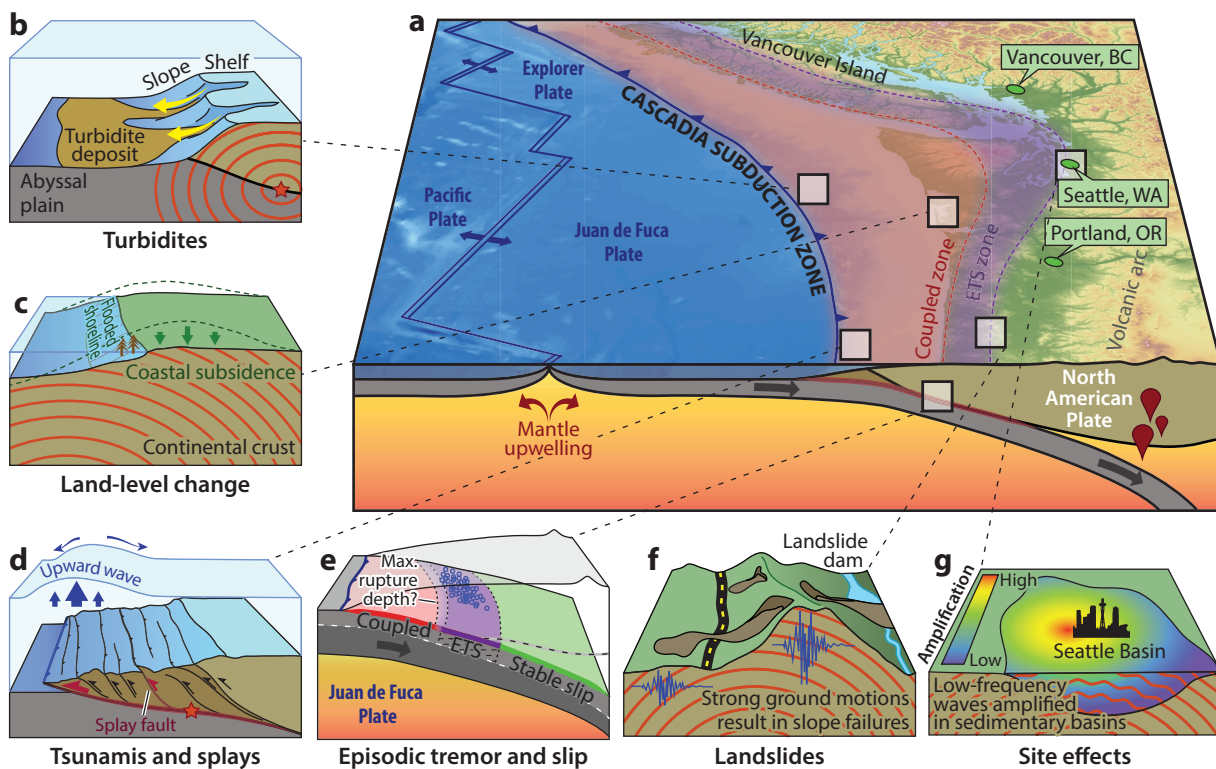 a
Vancouver Island
Vancouver, BC
Explorer
Plate
CASCADIA SUBDUCTION ZONE
Pacific
Plate
Juan de Fuca
Plate
Seattle, WA
Portland, OR
Coupled zone
ETS zone
Volcanic arc
North
American
Plate
Mantle
upwelling
b
Slope
Shelf
Turbidite
deposit
Abyssal
plain
Turbidites
c
Flooded
shoreline
Coastal subsidence
Continental crust
Land-level change
d
Upward wave
Splay fault
Tsunamis and splays
e
Max.
rupture
depth?
Coupled
ETS
Stable slip
Juan de Fuca
Plate
Episodic tremor and slip
f
Landslide
dam
Strong ground motions
result in slope failures
Landslides
g
Amplification
High
Low
Seattle Basin
Low-frequency
waves amplified
in sedimentary basins
Site effects